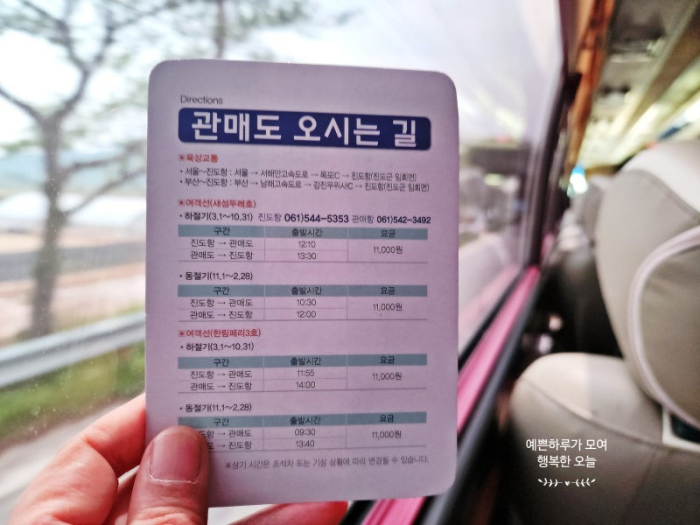 Directions
관매도 오시는 길
※육상교통
• 서울~진도항 : 서울 → 서해안고속도로 → 목포IC → 진도항(진도군 임회면)
• 부산~진도항 : 부산 → 남해고속도로 → 강진무위사IC → 진도항(진도군 임회면)
※여객선(새섬두레호)
• 하절기(3.1~10.31) 진도항 061)544-5353 관매항 061)542-3492
구간 출발시간 요금
진도항 → 관매도 12:10 11,000원
관매도 → 진도항 13:30
• 동절기(11.1~2.28)
구간 출발시간 요금
진도항 → 관매도 10:30 11,000원
관매도 → 진도항 12:00
※여객선(한림페리3호)
• 하절기(3.1~10.31)
구간 출발시간 요금
진도항 → 관매도 11:55 11,000원
관매도 → 진도항 14:00
• 동절기(11.1~2.28)
구간 출발시간 요금
도항 → 관매도 09:30 11,000원
도 → 진도항 13:40
※상기 시간은 조석차 또는 기상 상황에 따라 변경될 수 있습니다.
예쁜하루가 모여
행복한 오늘